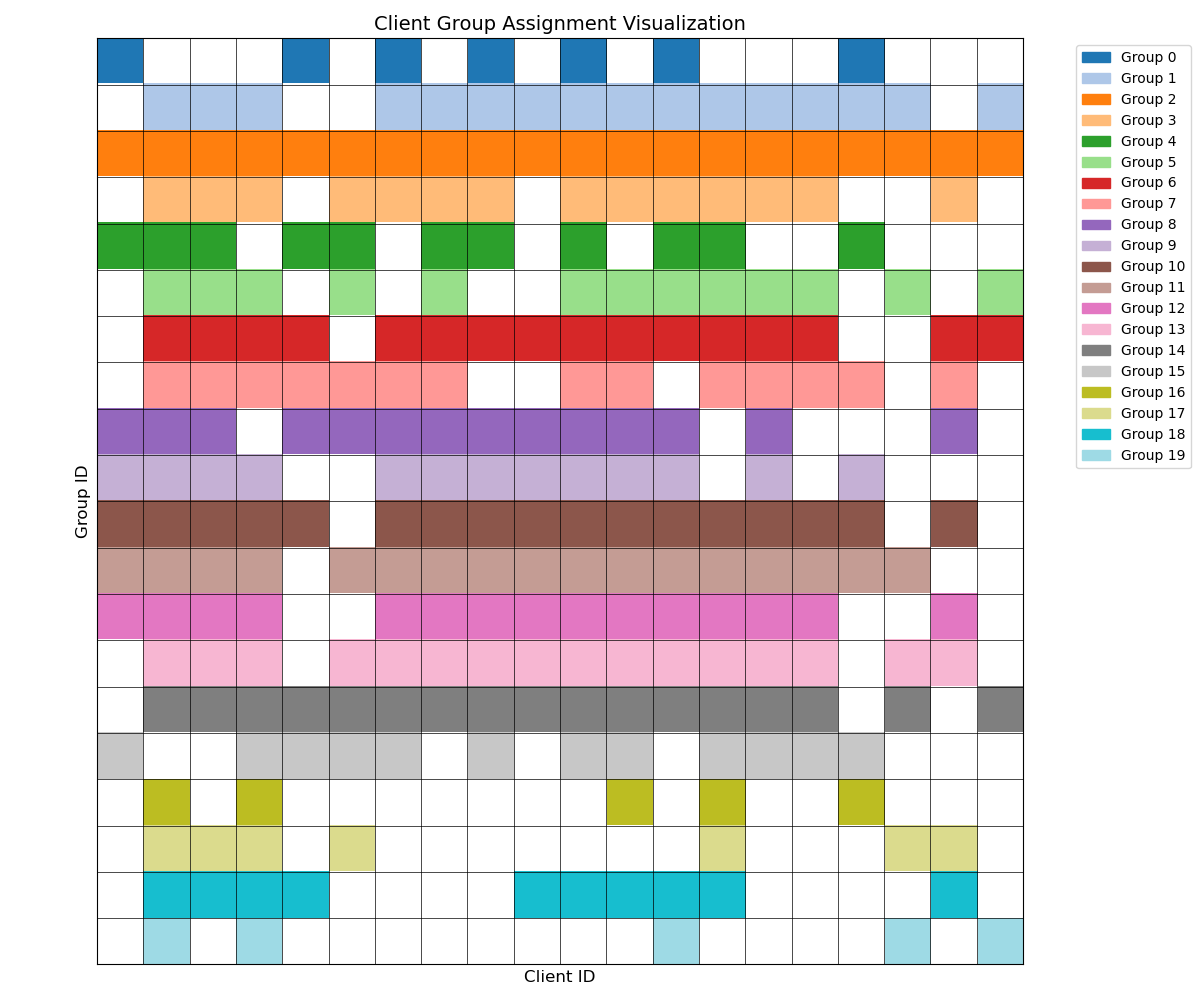 Client Group Assignment Visualization
Group ID
Client ID
Group 0
Group 1
Group 2
Group 3
Group 4
Group 5
Group 6
Group 7
Group 8
Group 9
Group 10
Group 11
Group 12
Group 13
Group 14
Group 15
Group 16
Group 17
Group 18
Group 19